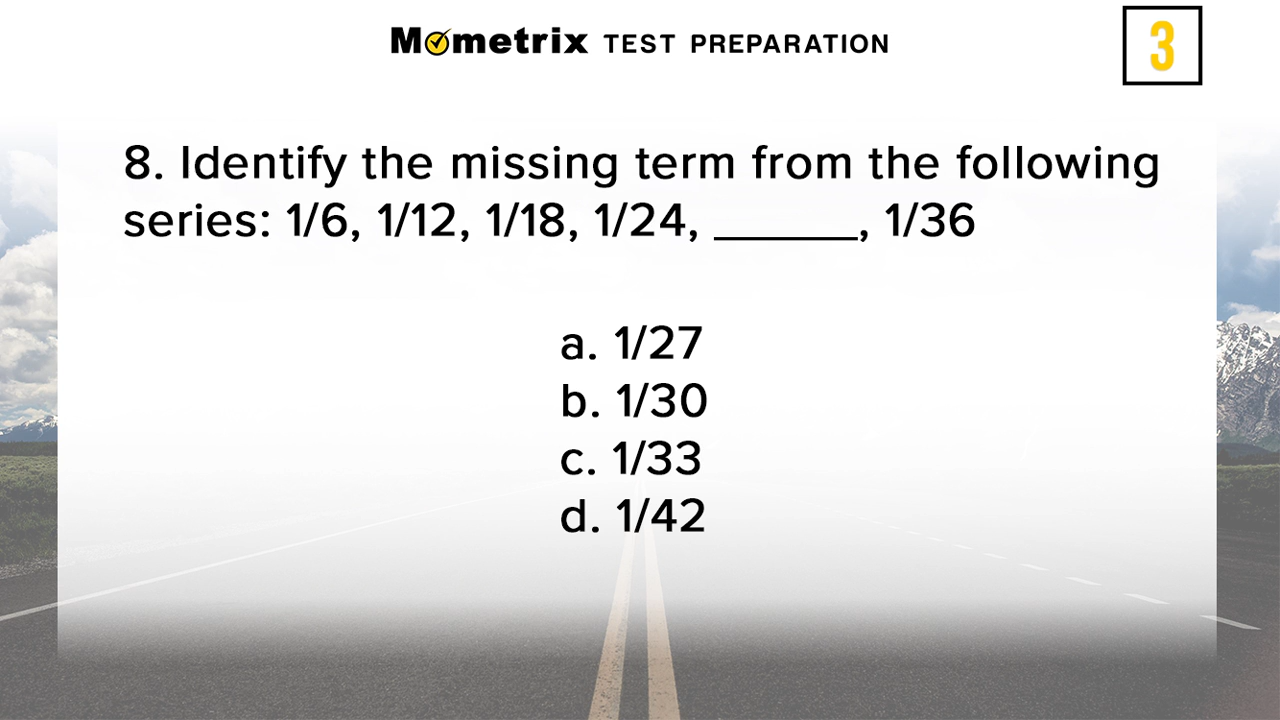 Mometrix TEST PREPARATION
3
8. Identify the missing term from the following
series: 1/6, 1/12, 1/18, 1/24, ______, 1/36
a. 1/27
b. 1/30
c. 1/33
d. 1/42